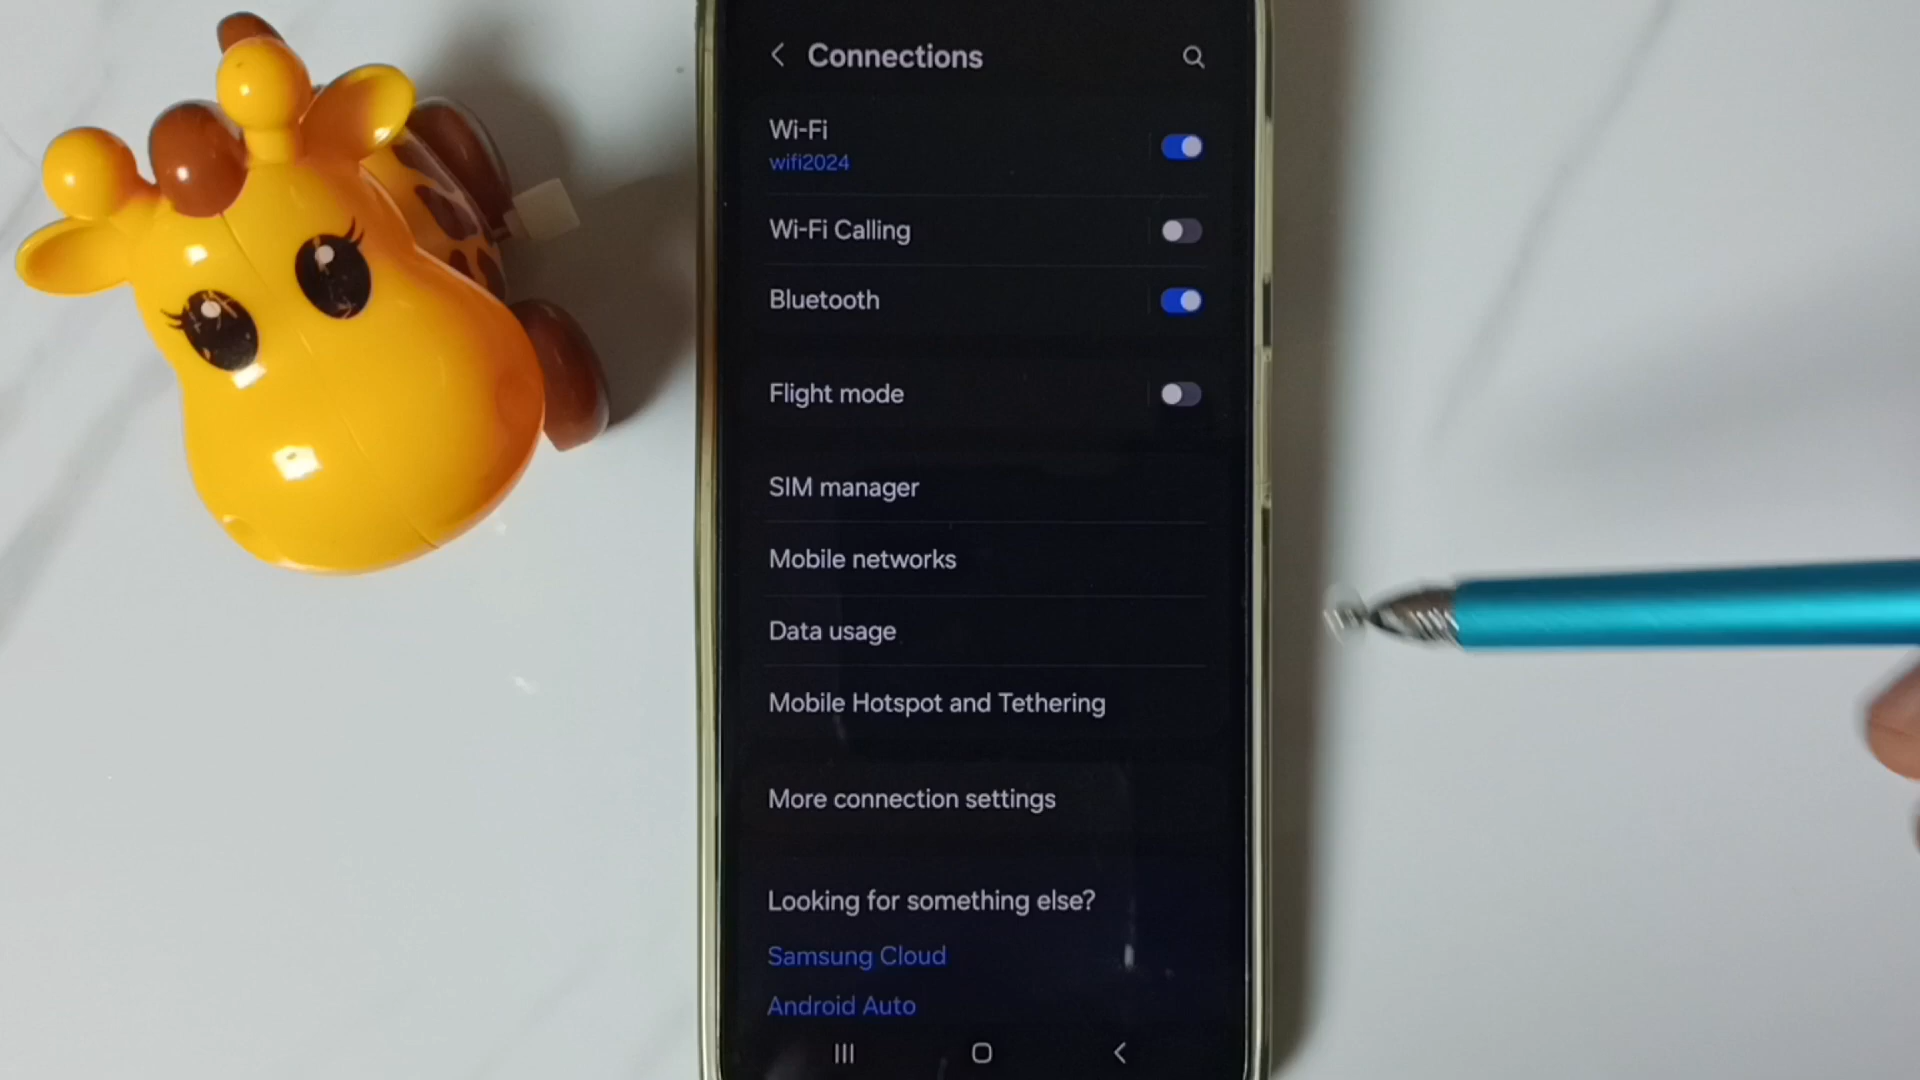 Connections
Wi-Fi
wifi2024
Wi-Fi Calling
Bluetooth
Flight mode
SIM manager
Mobile networks
Data usage
Mobile Hotspot and Tethering
More connection settings
Looking for something else?
Samsung Cloud
Android Auto